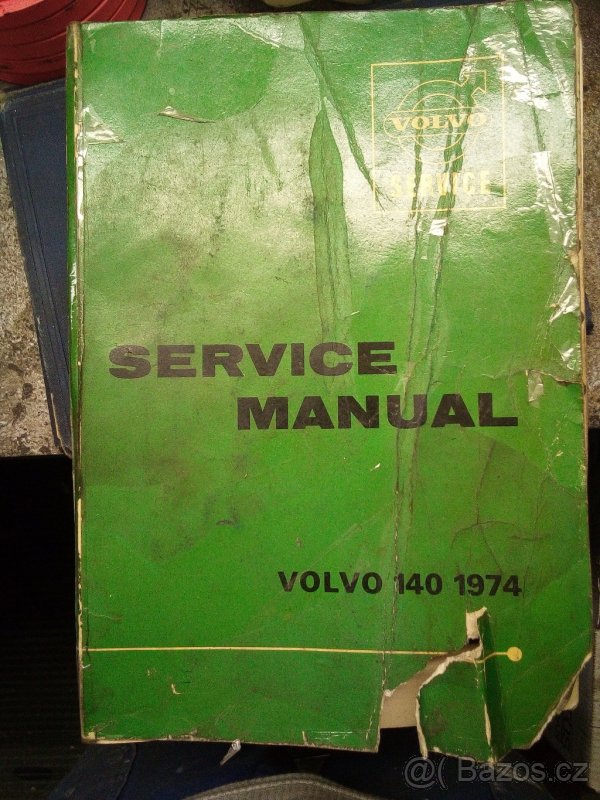 VOLVO
SERVICE
SERVICE
MANUAL
VOLVO 140 1974
@( Bazos.cz